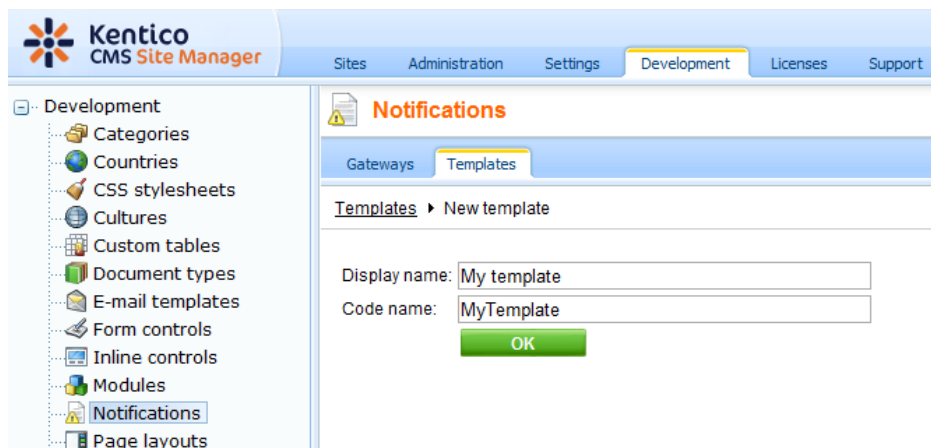 Kentico
CMS Site Manager
Sites Administration Settings Development Licenses Support
Development
Categories
Countries
CSS stylesheets
Cultures
Custom tables
Document types
E-mail templates
Form controls
Inline controls
Modules
Notifications
Page layouts
Notifications
Gateways Templates
Templates New template
Display name: My template
Code name: MyTemplate
OK